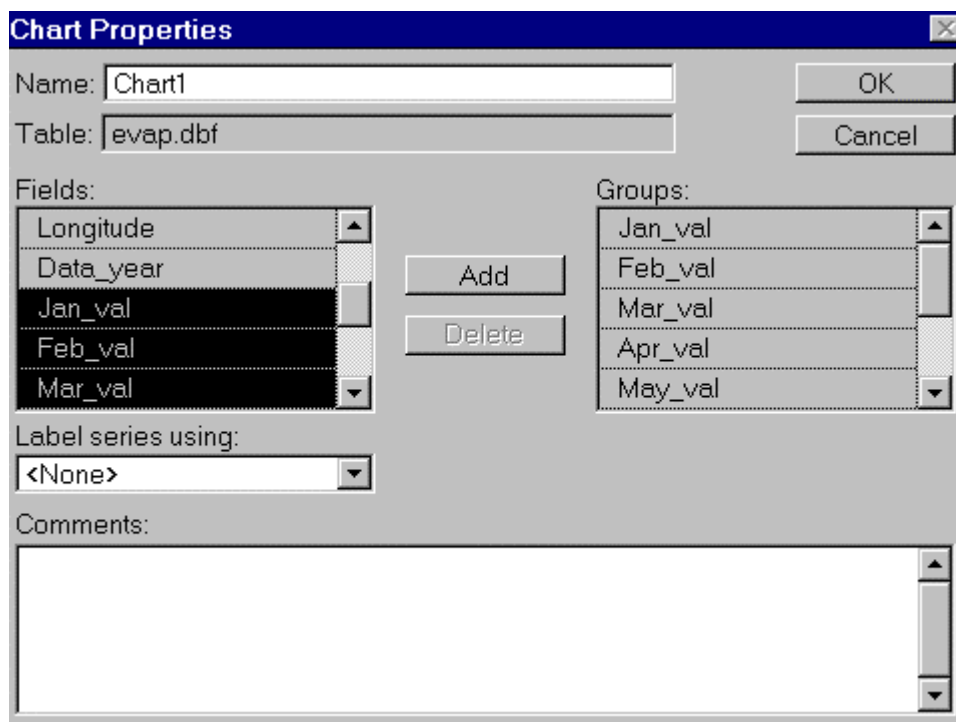 Chart Properties
Name: Chart1
OK
Table: evap.dbf
Cancel
Fields:
Longitude
Data_year
Jan_val
Feb_val
Mar_val
Add
Delete
Groups:
Jan_val
Feb_val
Mar_val
Apr_val
May_val
Label series using:
<None>
Comments: